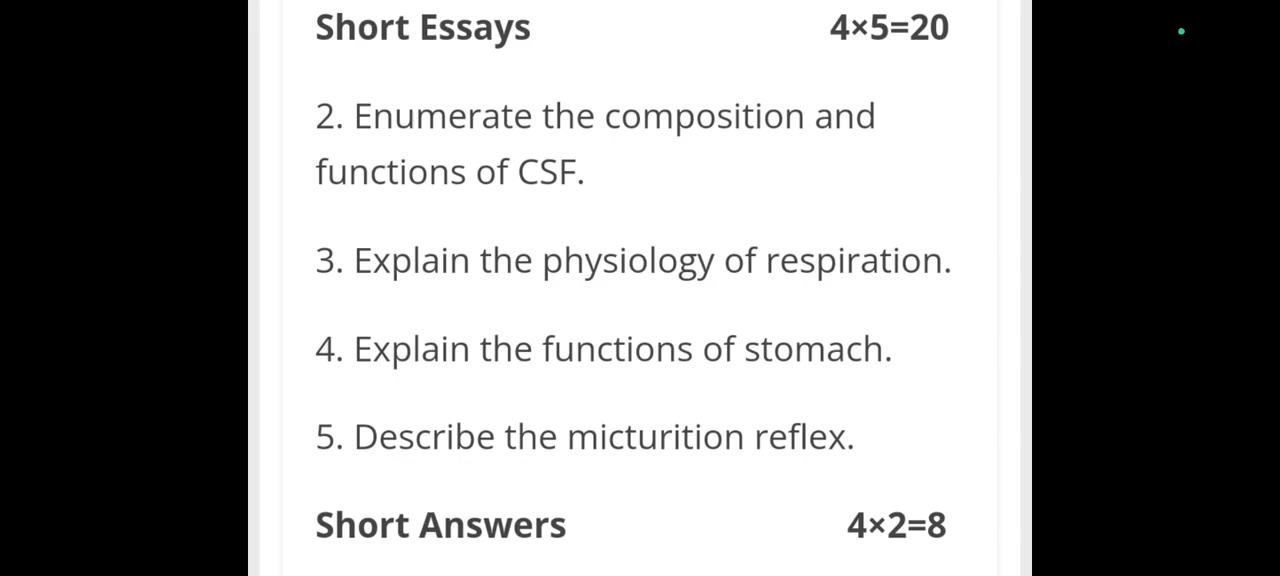 Short Essays 4×5=20
2. Enumerate the composition and
functions of CSF.
3. Explain the physiology of respiration.
4. Explain the functions of stomach.
5. Describe the micturition reflex.
Short Answers 4×2=8